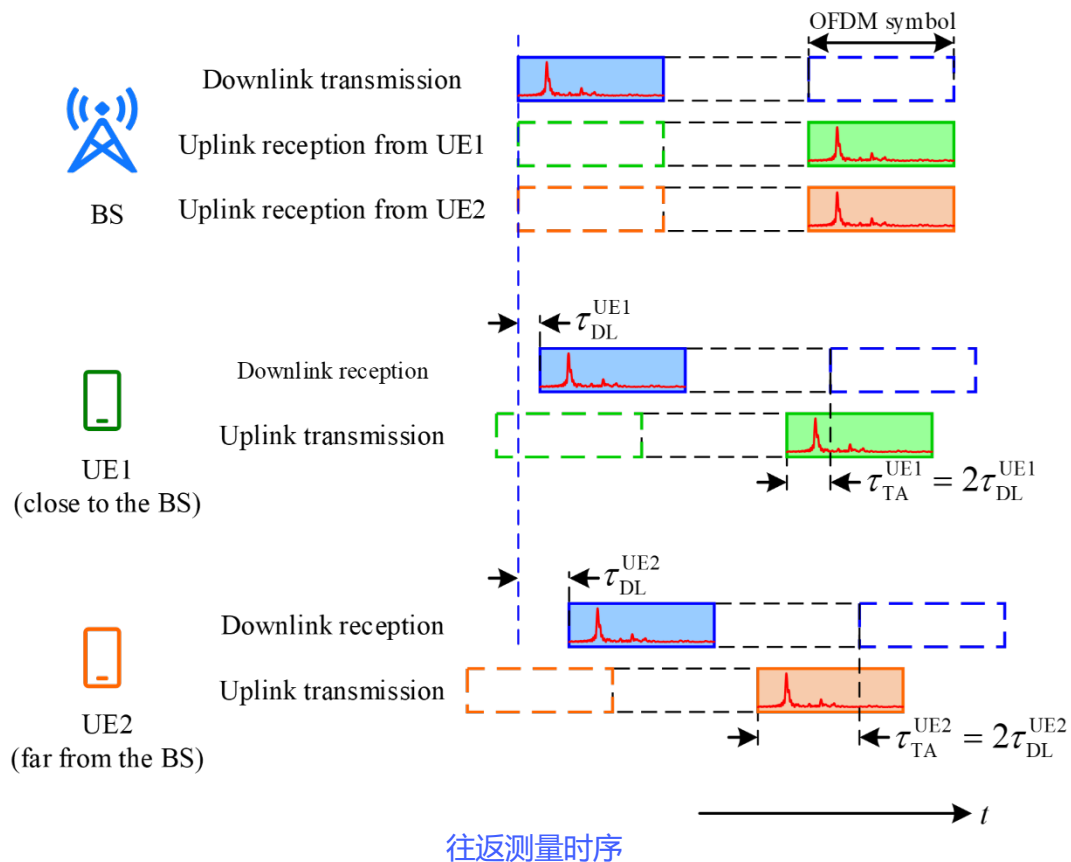 OFDM symbol
Downlink transmission
Uplink reception from UE1
Uplink reception from UE2
BS
τ_DL^UE1
Downlink reception
Uplink transmission
UE1
(close to the BS)
τ_TA^UE1 = 2τ_DL^UE1
τ_DL^UE2
Downlink reception
Uplink transmission
UE2
(far from the BS)
τ_TA^UE2 = 2τ_DL^UE2
t
往返测量时序